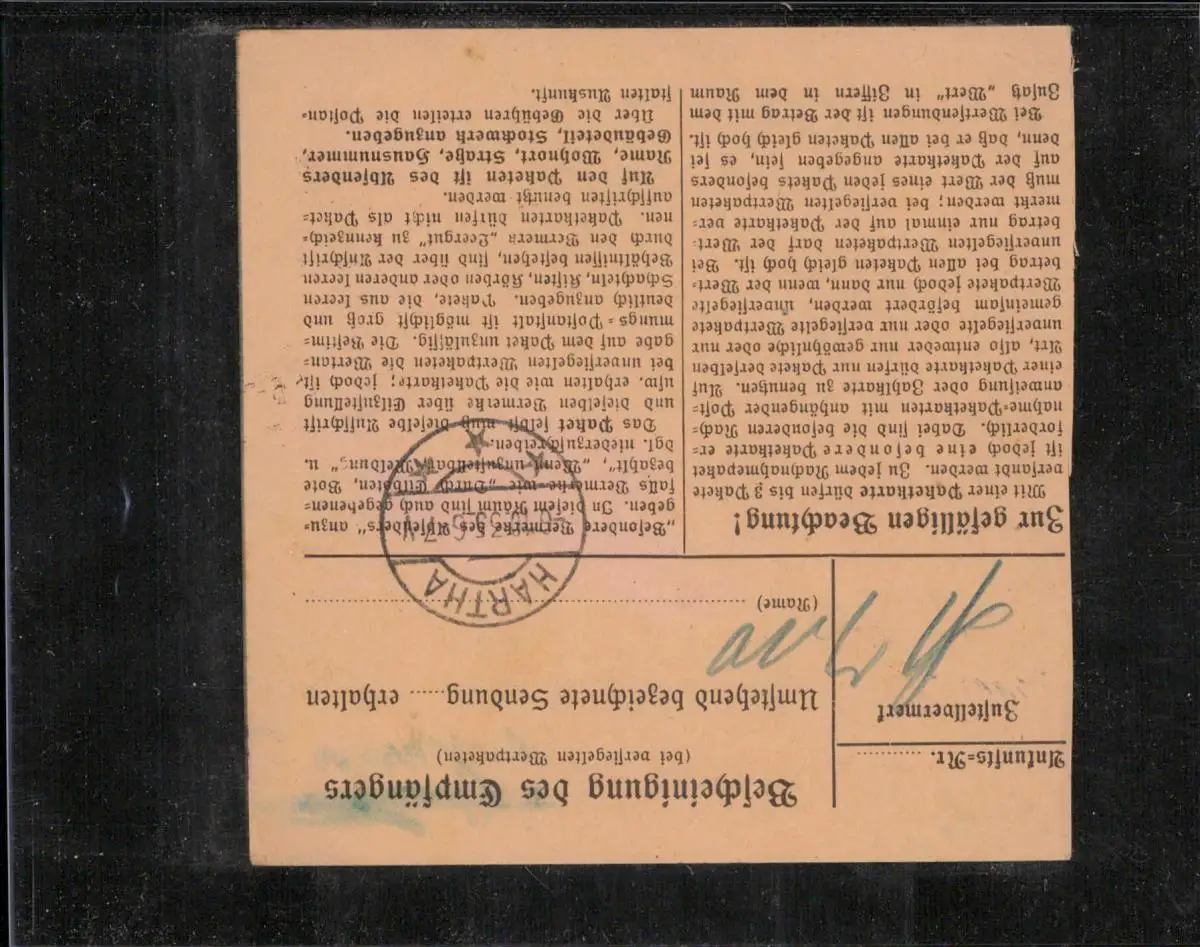 Ankunfts=Nr. ............
Zustellvermerk
Bescheinigung des Empfängers
(bei versiegelten Wertpaketen)
Umstehend bezeichnete Sendung...... erhalten
(Name)
HARTHA
Zur gefälligen Beachtung!
Mit einer Paketkarte dürfen bis 3 Pakete
versandt werden. Zu jedem Nachnahmepaket
ist jedoch eine besondere Paketkarte er=
forderlich. Dabei sind die besonderen Nach=
nahme=Paketkarten mit anhängender Post=
anweisung oder Zahlkarte zu benutzen. Auf
einer Paketkarte dürfen nur Pakete derselben
Art, also entweder nur gewöhnliche oder nur
unversiegelte oder nur versiegelte Wertpakete
gemeinsam befördert werden, unversiegelte
Wertpakete jedoch nur dann, wenn der Wert=
betrag bei allen Paketen gleich hoch ist. Bei
unversiegelten Wertpaketen darf der Wert=
betrag nur einmal auf der Paketkarte ver=
merkt werden; bei versiegelten Wertpaketen
muß der Wert eines jeden Pakets besonders
auf der Paketkarte angegeben sein, es sei
denn, daß er bei allen Paketen gleich hoch ist.
Bei Wertsendungen ist der Betrag mit dem
Zusatz „Wert“ in Ziffern in dem Raum
„Besondere Vermerke des Absenders“ anzu=
geben. In diesem Raum sind auch gegebenen=
falls Vermerke wie „Durch Eilboten, Bote
bezahlt“, „Wenn unzustellbar, Meldung“ u.
dgl. niederzuschreiben.
Das Paket selbst muß dieselbe Aufschrift
und dieselben Vermerke über Eilzustellung
usw. erhalten wie die Paketkarte; jedoch ist
bei unversiegelten Wertpaketen die Wertan=
gabe auf dem Paket unzulässig. Die Bestim=
mungs=Postanstalt ist möglichst groß und
deutlich anzugeben. Pakete, die aus leeren
Schachteln, Kisten, Körben oder anderen leeren
Behältnissen bestehen, sind über der Aufschrift
durch den Vermerk „Leergut“ zu kennzeich=
nen. Paketkarten dürfen nicht als Paket=
aufschriften benutzt werden.
Auf den Paketen ist des Absenders
Name, Wohnort, Straße, Hausnummer,
Gebäudeteil, Stockwerk anzugeben.
Über die Gebühren erteilen die Postan=
stalten Auskunft.